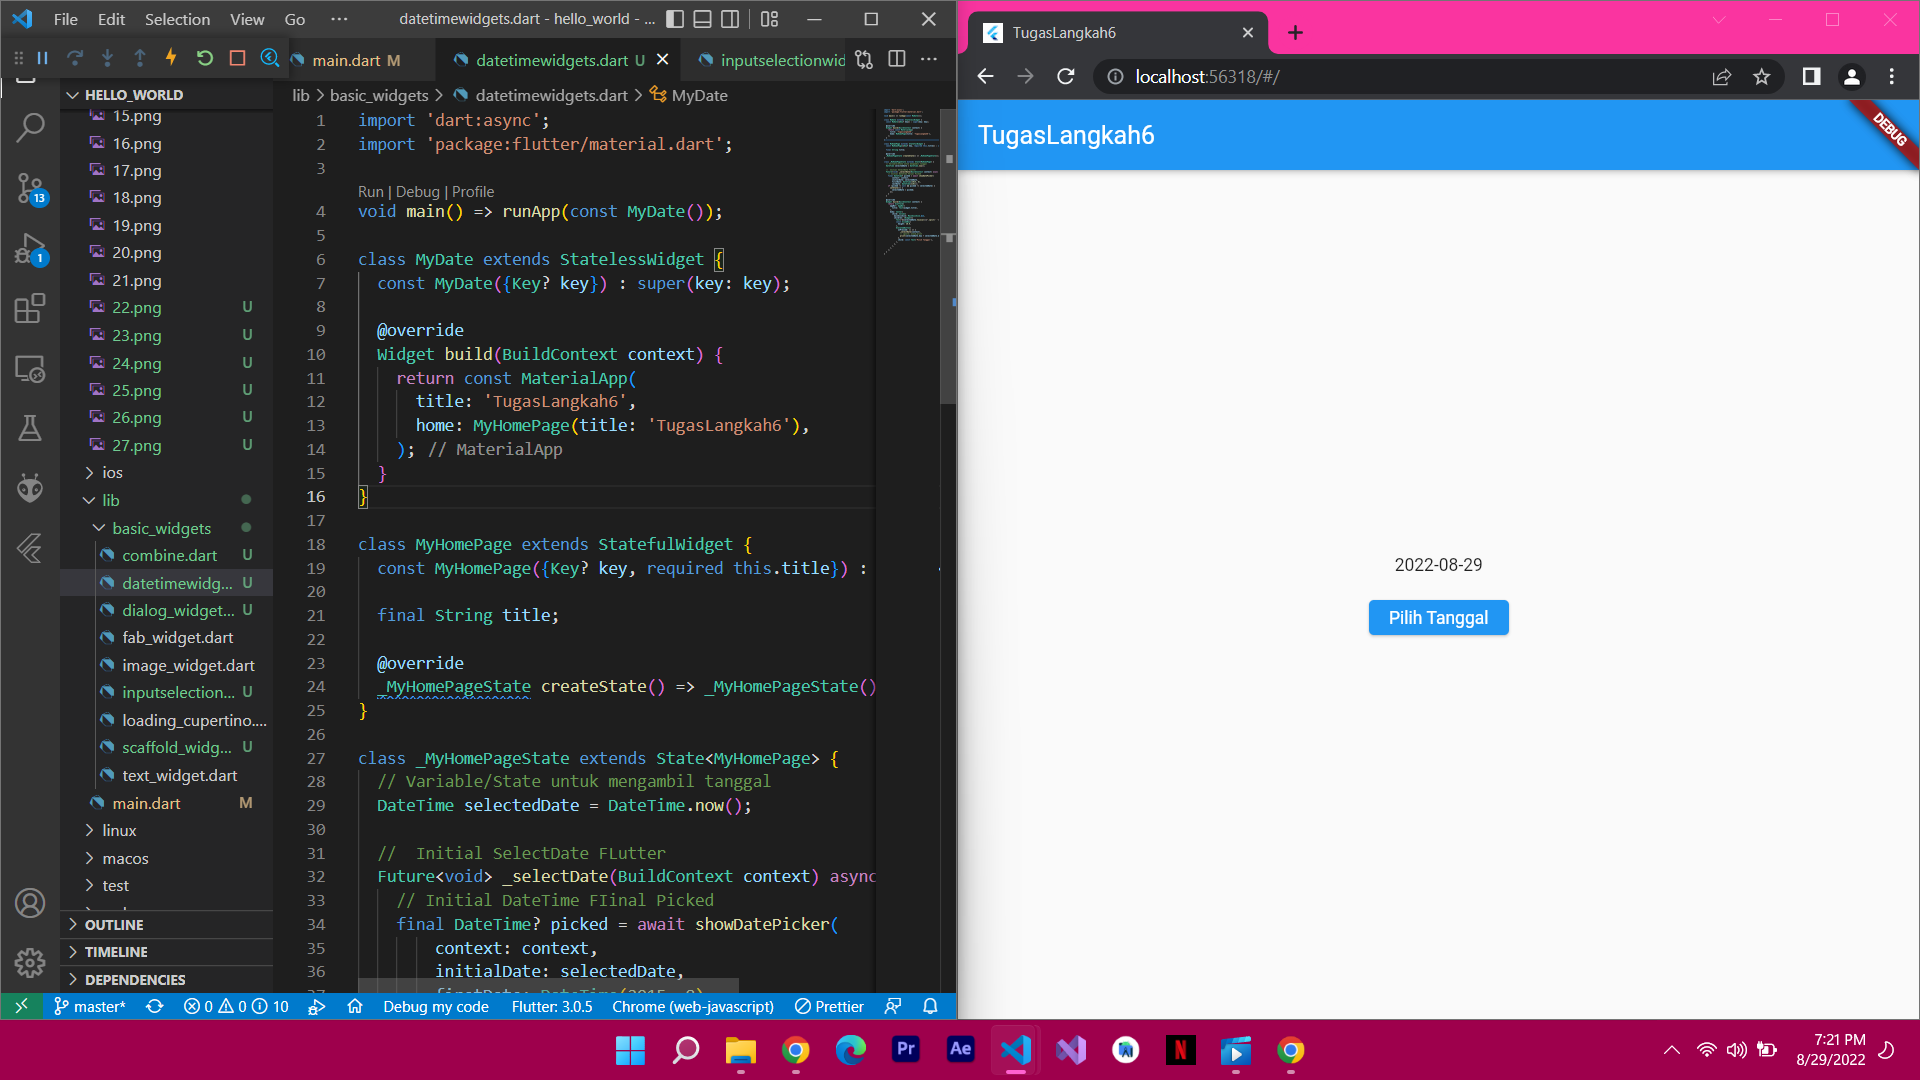 File Edit Selection View Go ···
datetimewidgets.dart - hello_world - ...
main.dart M
datetimewidgets.dart U
inputselectionwid
HELLO_WORLD
15.png
16.png
17.png
18.png
19.png
20.png
21.png
22.png U
23.png U
24.png U
25.png U
26.png U
27.png U
ios
lib
basic_widgets
combine.dart U
datetimewidg... U
dialog_widget... U
fab_widget.dart
image_widget.dart
inputselection... U
loading_cupertino....
scaffold_widg... U
text_widget.dart
main.dart M
linux
macos
test
OUTLINE
TIMELINE
DEPENDENCIES
13
1
lib > basic_widgets > datetimewidgets.dart > MyDate
1 import 'dart:async';
2 import 'package:flutter/material.dart';
3
Run | Debug | Profile
4 void main() => runApp(const MyDate());
5
6 class MyDate extends StatelessWidget {
7 const MyDate({Key? key}) : super(key: key);
8
9 @override
10 Widget build(BuildContext context) {
11 return const MaterialApp(
12 title: 'TugasLangkah6',
13 home: MyHomePage(title: 'TugasLangkah6'),
14 ); // MaterialApp
15 }
16 }
17
18 class MyHomePage extends StatefulWidget {
19 const MyHomePage({Key? key, required this.title}) :
20
21 final String title;
22
23 @override
24 _MyHomePageState createState() => _MyHomePageState()
25 }
26
27 class _MyHomePageState extends State<MyHomePage> {
28 // Variable/State untuk mengambil tanggal
29 DateTime selectedDate = DateTime.now();
30
31 //  Initial SelectDate FLutter
32 Future<void> _selectDate(BuildContext context) async
33 // Initial DateTime FIinal Picked
34 final DateTime? picked = await showDatePicker(
35 context: context,
36 initialDate: selectedDate,
master* 0 0 10 Debug my code Flutter: 3.0.5 Chrome (web-javascript) Prettier
TugasLangkah6
localhost:56318/#/
TugasLangkah6
DEBUG
2022-08-29
Pilih Tanggal
Pr
Ae
N
7:21 PM
8/29/2022